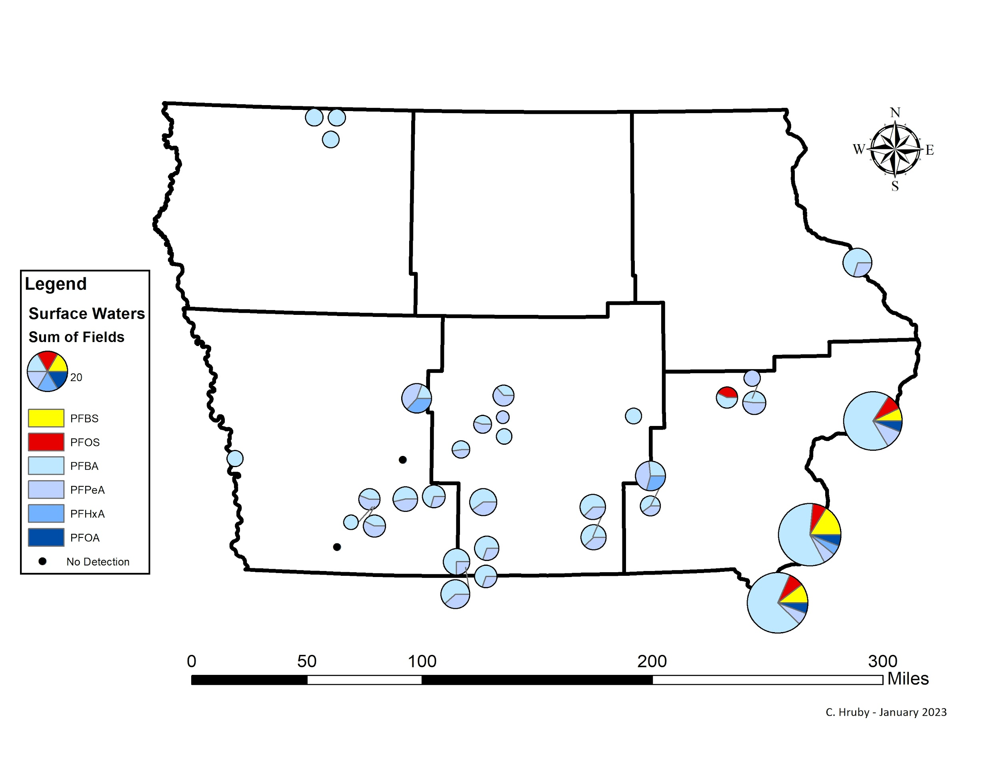 N
W
E
S
Legend
Surface Waters
Sum of Fields
20
PFBS
PFOS
PFBA
PFPeA
PFHxA
PFOA
No Detection
0 50 100 200 300
Miles
C. Hruby - January 2023